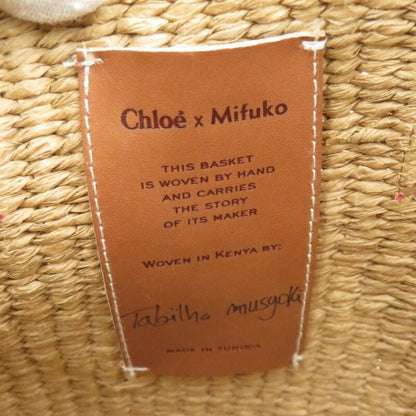 Chloé x Mifuko
THIS BASKET
IS WOVEN BY HAND
AND CARRIES
THE STORY
OF ITS MAKER
WOVEN IN KENYA BY:
Tabitha musyoki
MADE IN TUNISIA